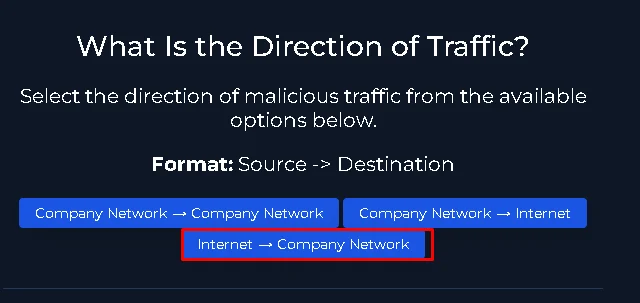 What Is the Direction of Traffic?
Select the direction of malicious traffic from the available
options below.
Format: Source -> Destination
Company Network → Company Network
Company Network → Internet
Internet → Company Network